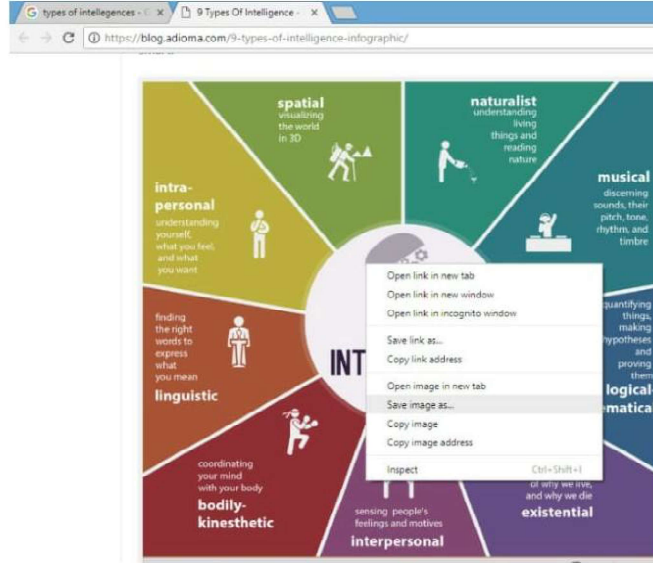 types of intellegences - G
9 Types Of Intelligence -
https://blog.adioma.com/9-types-of-intelligence-infographic/
spatial
visualizing
the world
in 3D
naturalist
understanding
living
things and
reading
nature
musical
discerning
sounds, their
pitch, tone,
rhythm, and
timbre
intra-
personal
understanding
yourself,
what you feel,
and what
you want
quantifying
things,
making
hypotheses
and
proving
them
logical-
matica
finding
the right
words to
express
what
you mean
linguistic
INT
Open link in new tab
Open link in new window
Open link in incognito window
Save link as...
Copy link address
Open image in new tab
Save image as...
Copy image
Copy image address
Inspect Ctrl+Shift+I
coordinating
your mind
with your body
bodily-
kinesthetic
sensing people's
feelings and motives
interpersonal
of why we live,
and why we die
existential